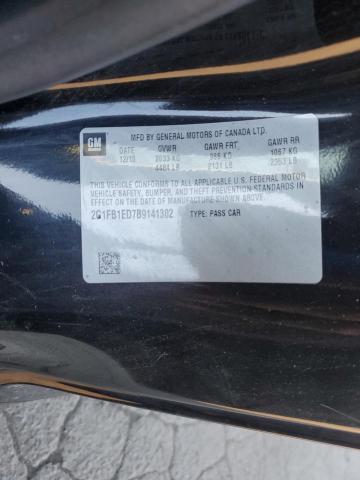 GM
MFD BY GENERAL MOTORS OF CANADA LTD.
DATE GVWR GAWR FRT GAWR RR
12/10 2033 KG 966 KG 1067 KG
4484 LB 2131 LB 2353 LB
THIS VEHICLE CONFORMS TO ALL APPLICABLE U.S. FEDERAL MOTOR
VEHICLE SAFETY, BUMPER, AND THEFT PREVENTION STANDARDS
IN EFFECT ON THE DATE OF MANUFACTURE SHOWN ABOVE.
2G1FB1ED7B9141302 TYPE: PASS CAR